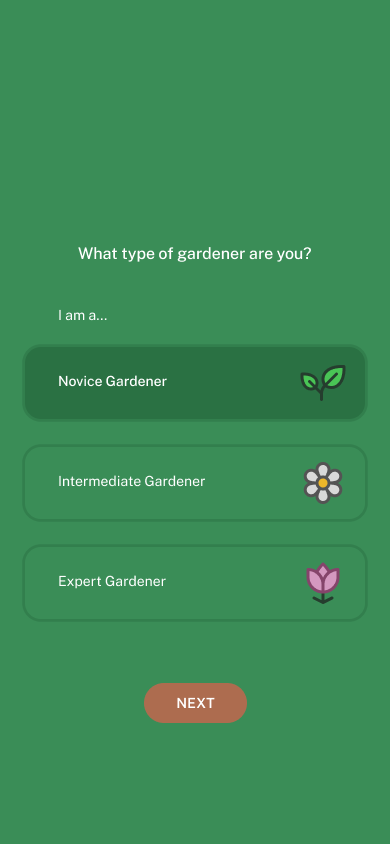 What type of gardener are you?
I am a...
Novice Gardener
Intermediate Gardener
Expert Gardener
NEXT